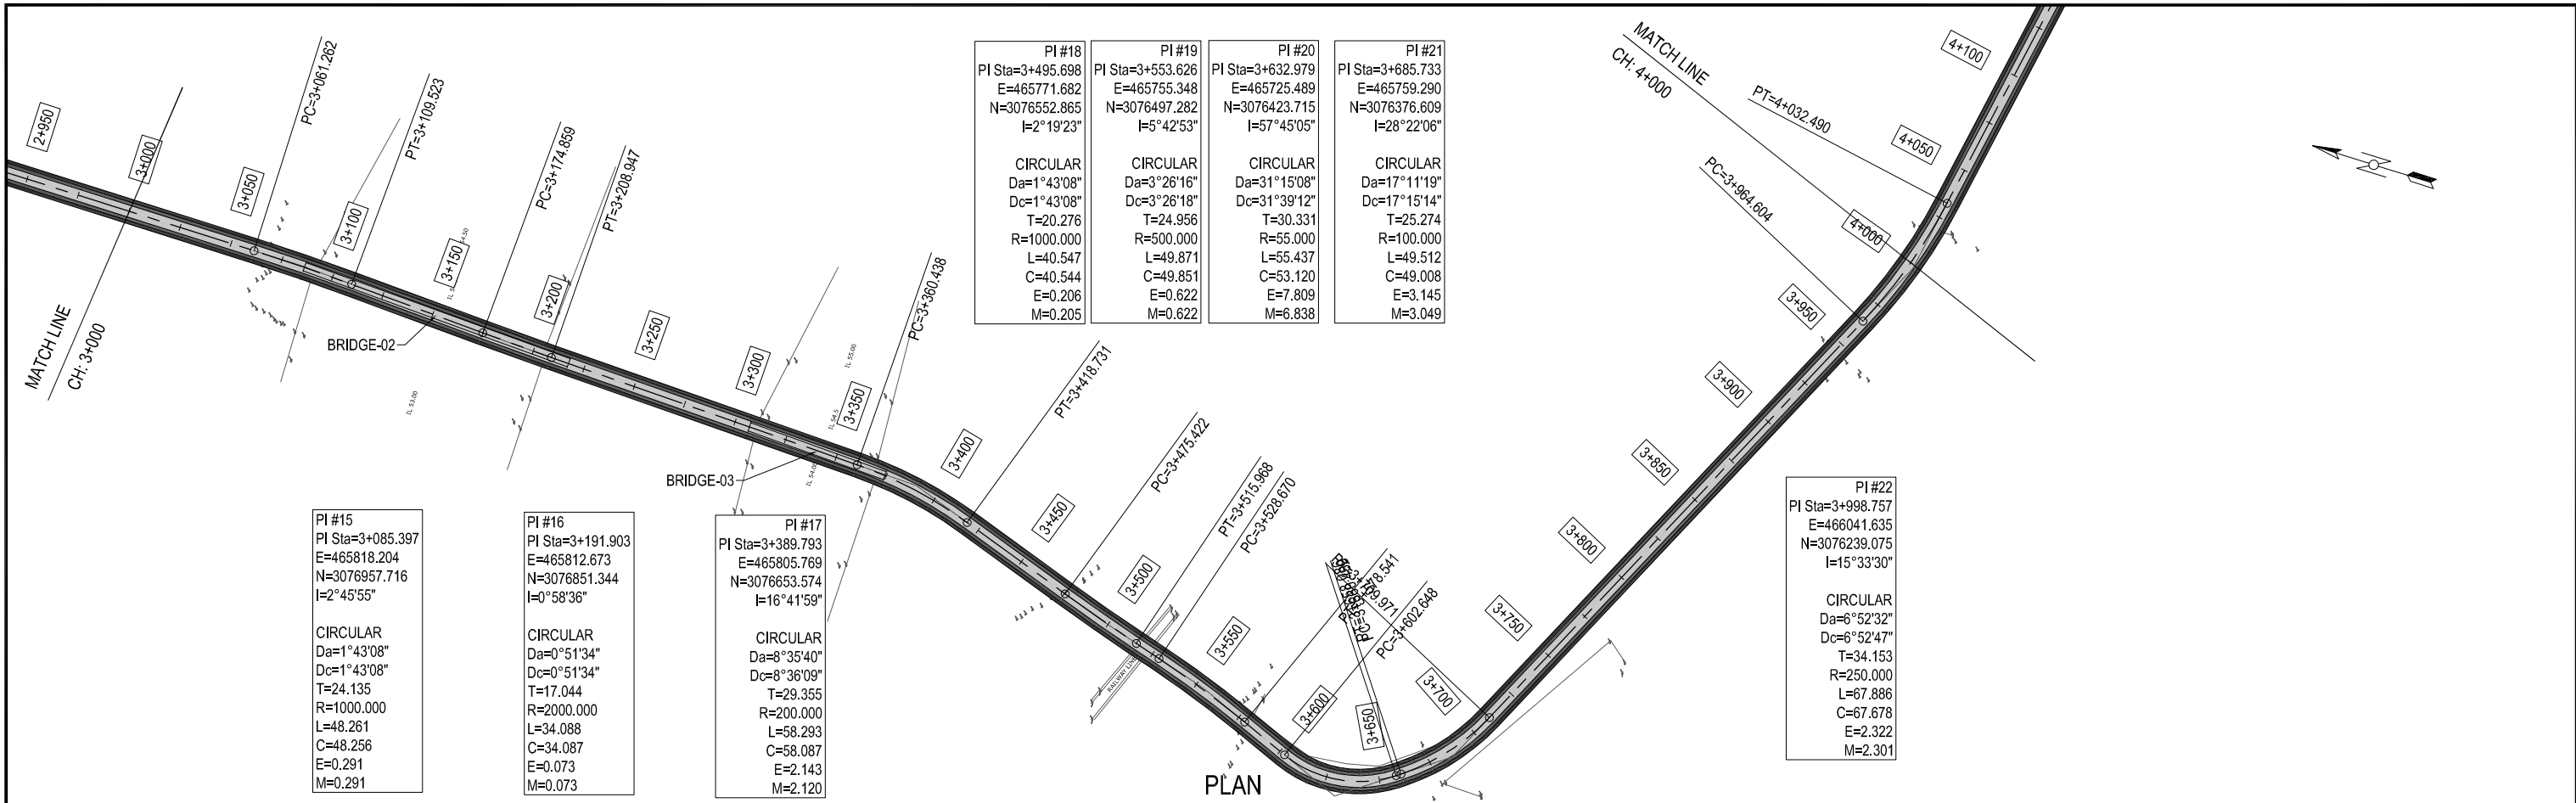 2+950
3+000
3+050
3+100
3+150
3+200
3+250
3+300
3+350
3+400
3+450
3+500
3+550
3+600
3+650
3+700
3+750
3+800
3+850
3+900
3+950
4+000
4+050
4+100
MATCH LINE
CH: 3+000
PC=3+061.262
PT=3+109.523
PC=3+174.859
PT=3+208.947
PC=3+360.438
PT=3+418.731
PC=3+475.422
PT=3+515.968
PC=3+528.670
PC=3+602.648
PC=3+964.604
PT=4+032.490
MATCH LINE
CH: 4+000
BRIDGE-02
BRIDGE-03
RAILWAY LINE
IL 53.00
IL 55.00
IL 54.5
IL 54.00
54.50
PI #18
PI Sta=3+495.698
E=465771.682
N=3076552.865
I=2°19'23"
CIRCULAR
Da=1°43'08"
Dc=1°43'08"
T=20.276
R=1000.000
L=40.547
C=40.544
E=0.206
M=0.205
PI #19
PI Sta=3+553.626
E=465755.348
N=3076497.282
I=5°42'53"
CIRCULAR
Da=3°26'16"
Dc=3°26'18"
T=24.956
R=500.000
L=49.871
C=49.851
E=0.622
M=0.622
PI #20
PI Sta=3+632.979
E=465725.489
N=3076423.715
I=57°45'05"
CIRCULAR
Da=31°15'08"
Dc=31°39'12"
T=30.331
R=55.000
L=55.437
C=53.120
E=7.809
M=6.838
PI #21
PI Sta=3+685.733
E=465759.290
N=3076376.609
I=28°22'06"
CIRCULAR
Da=17°11'19"
Dc=17°15'14"
T=25.274
R=100.000
L=49.512
C=49.008
E=3.145
M=3.049
PI #15
PI Sta=3+085.397
E=465818.204
N=3076957.716
I=2°45'55"
CIRCULAR
Da=1°43'08"
Dc=1°43'08"
T=24.135
R=1000.000
L=48.261
C=48.256
E=0.291
M=0.291
PI #16
PI Sta=3+191.903
E=465812.673
N=3076851.344
I=0°58'36"
CIRCULAR
Da=0°51'34"
Dc=0°51'34"
T=17.044
R=2000.000
L=34.088
C=34.087
E=0.073
M=0.073
PI #17
PI Sta=3+389.793
E=465805.769
N=3076653.574
I=16°41'59"
CIRCULAR
Da=8°35'40"
Dc=8°36'09"
T=29.355
R=200.000
L=58.293
C=58.087
E=2.143
M=2.120
PI #22
PI Sta=3+998.757
E=466041.635
N=3076239.075
I=15°33'30"
CIRCULAR
Da=6°52'32"
Dc=6°52'47"
T=34.153
R=250.000
L=67.886
C=67.678
E=2.322
M=2.301
PLAN